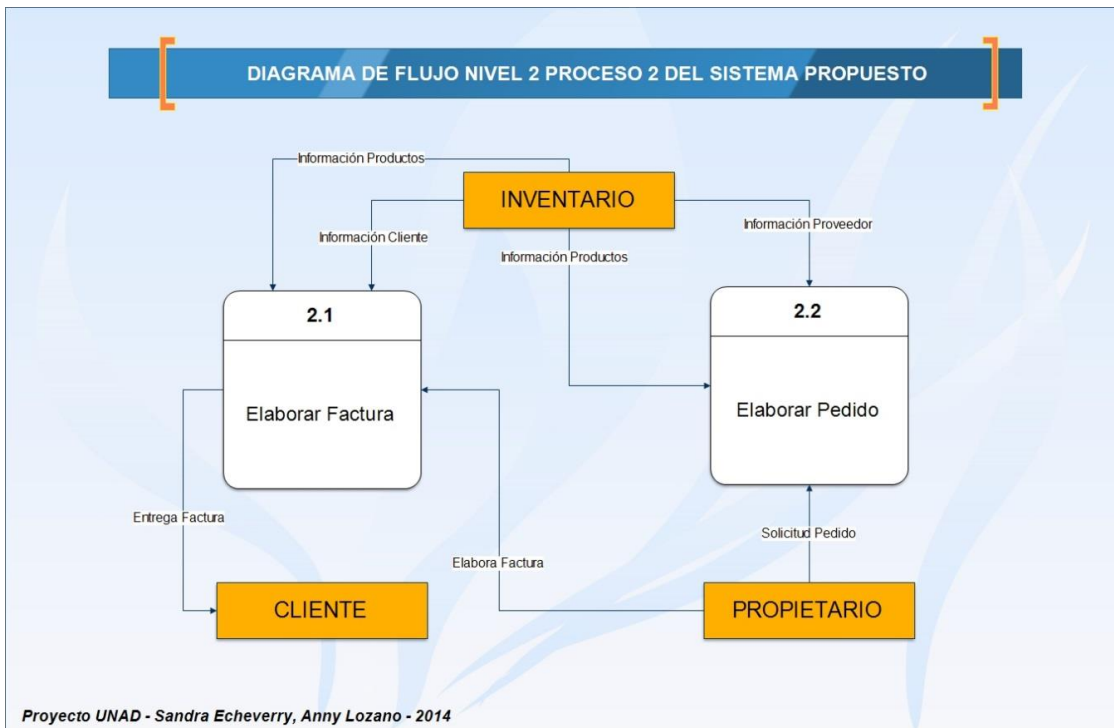 DIAGRAMA DE FLUJO NIVEL 2 PROCESO 2 DEL SISTEMA PROPUESTO
Información Productos
INVENTARIO
Información Cliente
Información Proveedor
Información Productos
2.1
Elaborar Factura
2.2
Elaborar Pedido
Entrega Factura
Elabora Factura
Solicitud Pedido
CLIENTE
PROPIETARIO
Proyecto UNAD - Sandra Echeverry, Anny Lozano - 2014